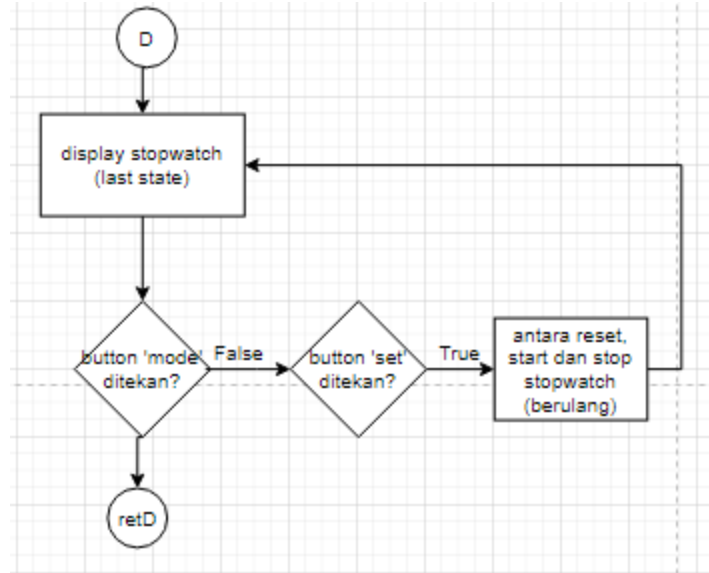 D
display stopwatch
(last state)
button 'mode'
ditekan?
False
button 'set'
ditekan?
True
antara reset,
start dan stop
stopwatch
(berulang)
retD